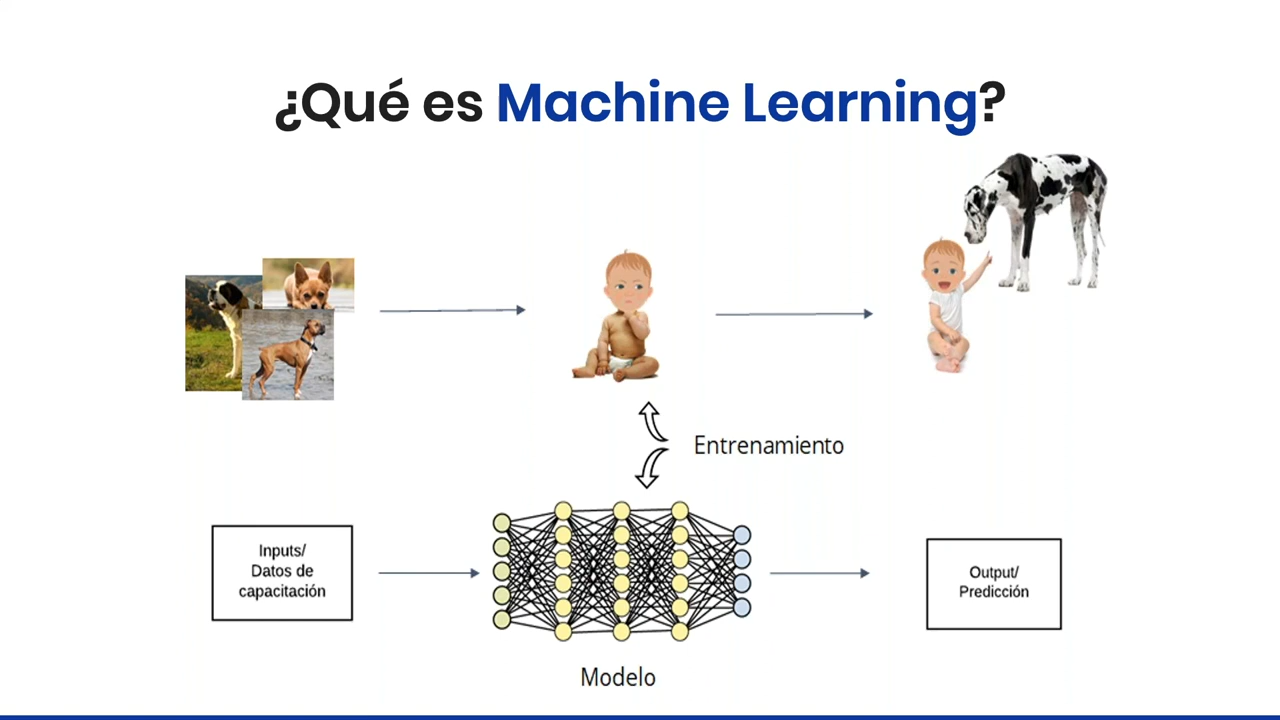 ¿Qué es Machine Learning?
Entrenamiento
Inputs/
Datos de
capacitación
Output/
Predicción
Modelo